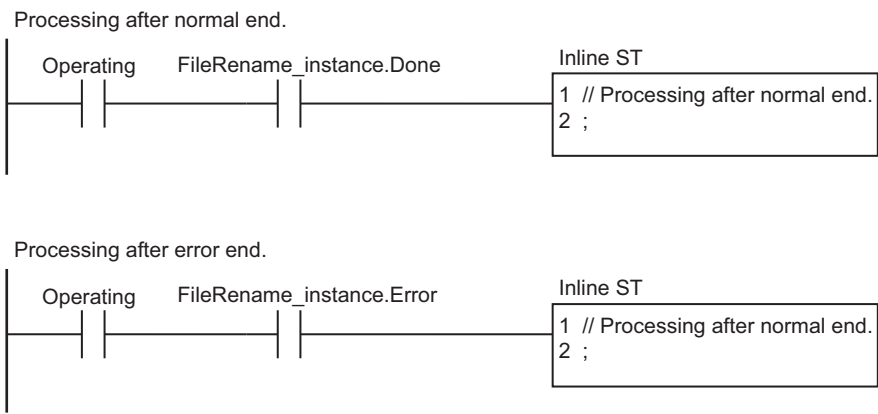 Processing after normal end.
Operating FileRename_instance.Done Inline ST
1 // Processing after normal end.
2 ;
Processing after error end.
Operating FileRename_instance.Error Inline ST
1 // Processing after normal end.
2 ;